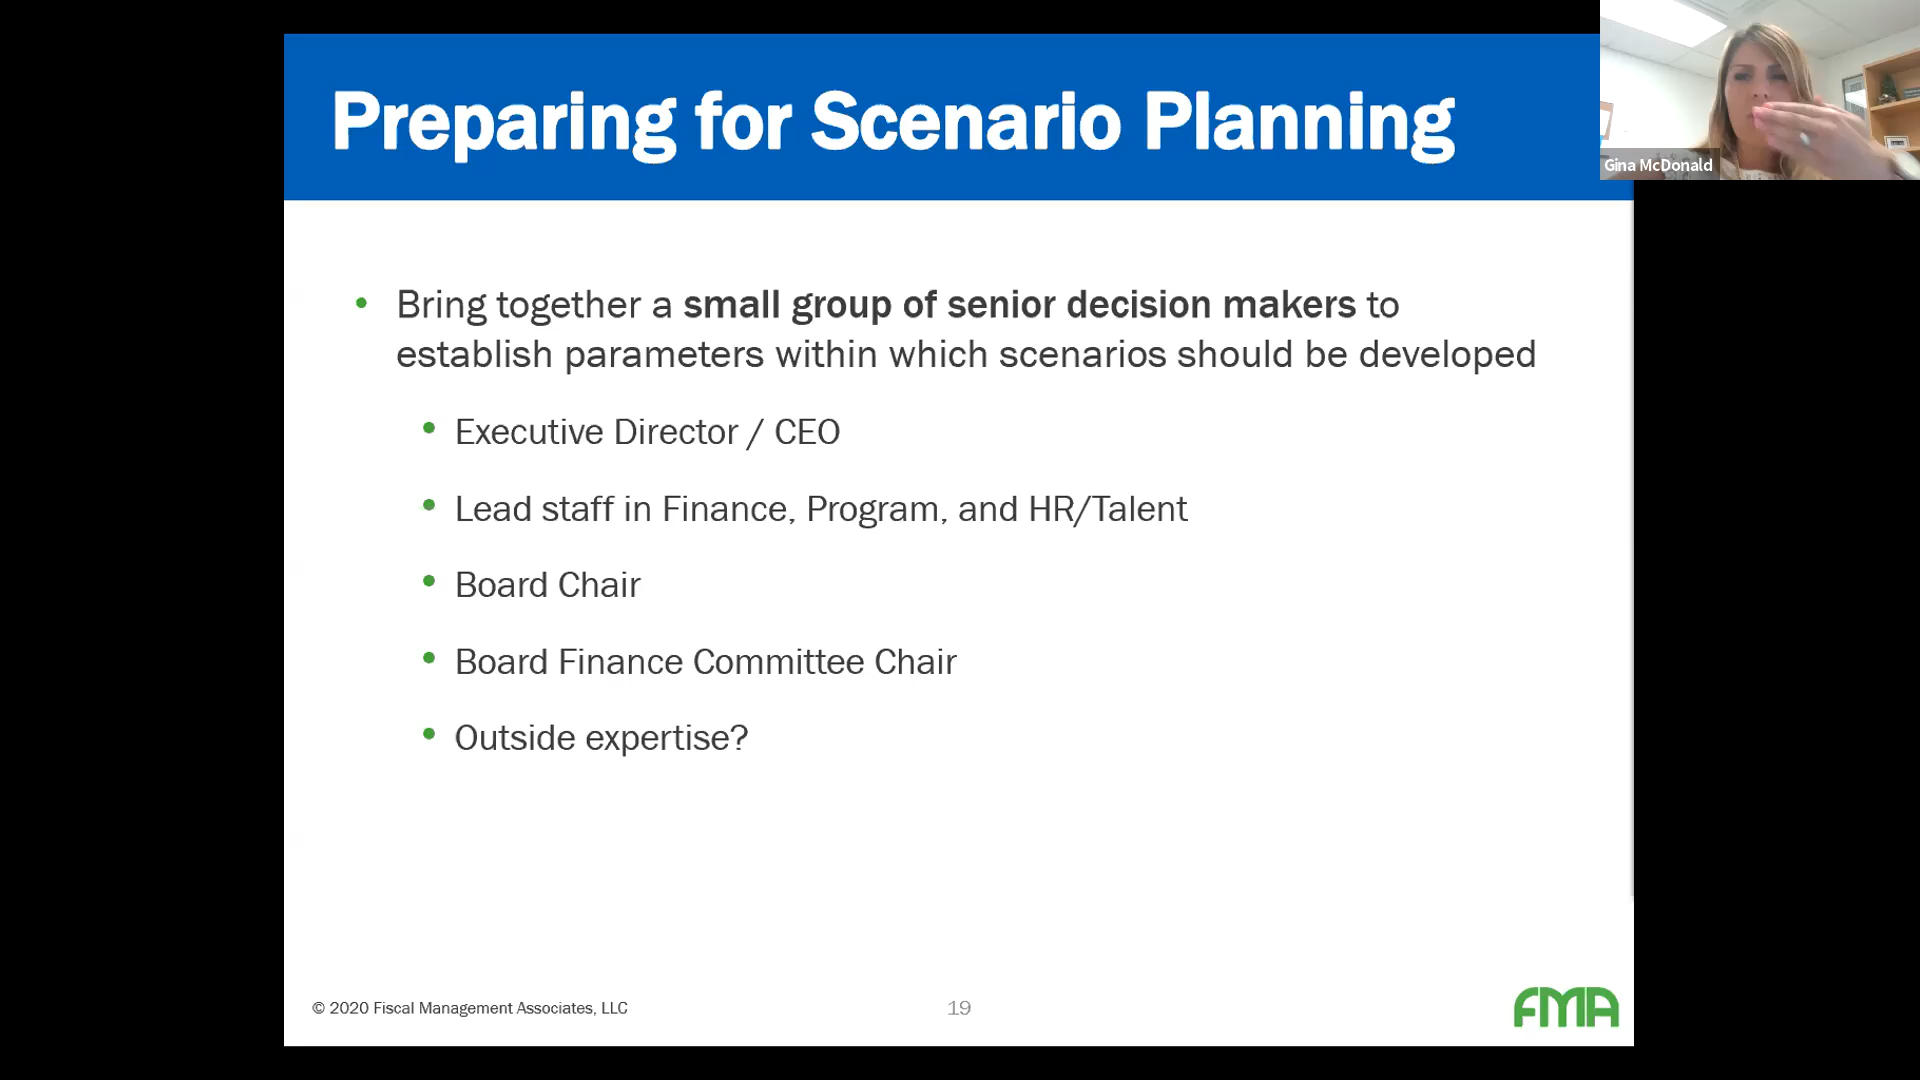 Preparing for Scenario Planning
Gina McDonald
• Bring together a small group of senior decision makers to
establish parameters within which scenarios should be developed
• Executive Director / CEO
• Lead staff in Finance, Program, and HR/Talent
• Board Chair
• Board Finance Committee Chair
• Outside expertise?
© 2020 Fiscal Management Associates, LLC
19
FMA